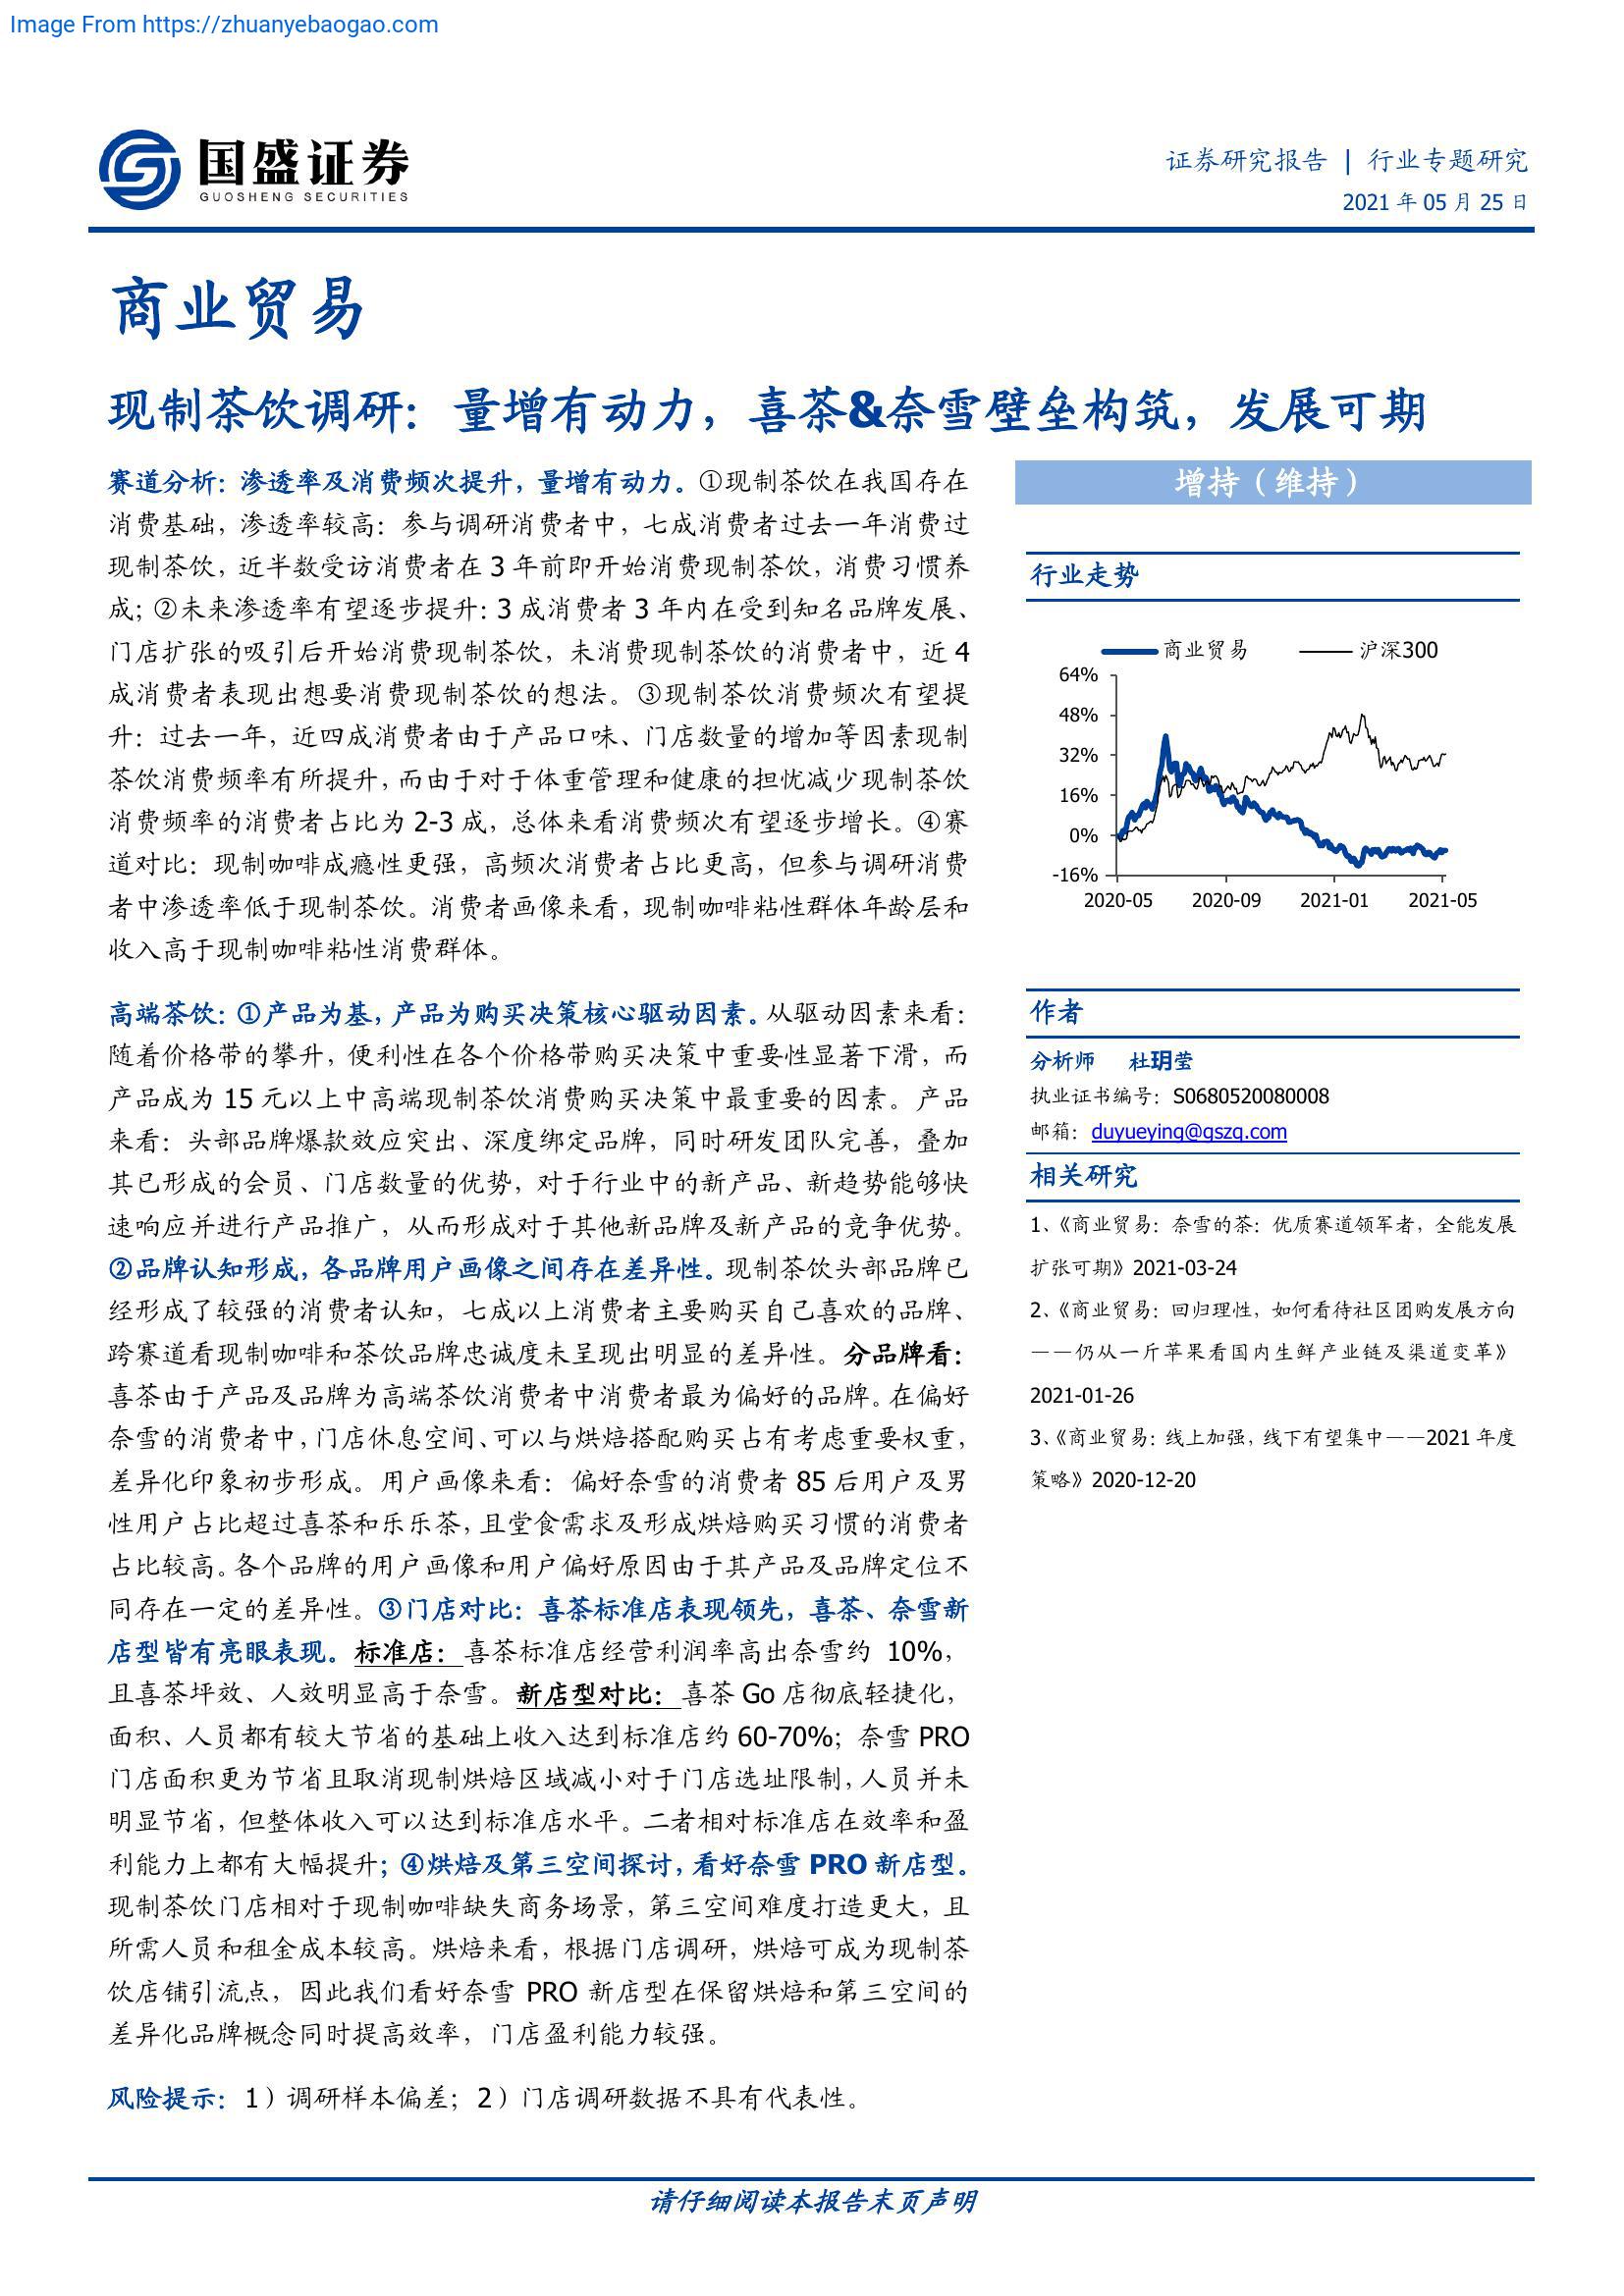 Image From https://zhuanyebaogao.com
国盛证券
GUOSHENG SECURITIES
证券研究报告 | 行业专题研究
2021 年 05 月 25 日
商业贸易
现制茶饮调研：量增有动力，喜茶&奈雪壁垒构筑，发展可期
赛道分析：渗透率及消费频次提升，量增有动力。①现制茶饮在我国存在
消费基础，渗透率较高：参与调研消费者中，七成消费者过去一年消费过
现制茶饮，近半数受访消费者在 3 年前即开始消费现制茶饮，消费习惯养
成；②未来渗透率有望逐步提升：3 成消费者 3 年内在受到知名品牌发展、
门店扩张的吸引后开始消费现制茶饮，未消费现制茶饮的消费者中，近 4
成消费者表现出想要消费现制茶饮的想法。③现制茶饮消费频次有望提
升：过去一年，近四成消费者由于产品口味、门店数量的增加等因素现制
茶饮消费频率有所提升，而由于对于体重管理和健康的担忧减少现制茶饮
消费频率的消费者占比为 2-3 成，总体来看消费频次有望逐步增长。④赛
道对比：现制咖啡成瘾性更强，高频次消费者占比更高，但参与调研消费
者中渗透率低于现制茶饮。消费者画像来看，现制咖啡粘性群体年龄层和
收入高于现制咖啡粘性消费群体。
高端茶饮：①产品为基，产品为购买决策核心驱动因素。从驱动因素来看：
随着价格带的攀升，便利性在各个价格带购买决策中重要性显著下滑，而
产品成为 15 元以上中高端现制茶饮消费购买决策中最重要的因素。产品
来看：头部品牌爆款效应突出、深度绑定品牌，同时研发团队完善，叠加
其已形成的会员、门店数量的优势，对于行业中的新产品、新趋势能够快
速响应并进行产品推广，从而形成对于其他新品牌及新产品的竞争优势。
②品牌认知形成，各品牌用户画像之间存在差异性。现制茶饮头部品牌已
经形成了较强的消费者认知，七成以上消费者主要购买自己喜欢的品牌、
跨赛道看现制咖啡和茶饮品牌忠诚度未呈现出明显的差异性。分品牌看：
喜茶由于产品及品牌为高端茶饮消费者中消费者最为偏好的品牌。在偏好
奈雪的消费者中，门店休息空间、可以与烘焙搭配购买占有考虑重要权重，
差异化印象初步形成。用户画像来看：偏好奈雪的消费者 85 后用户及男
性用户占比超过喜茶和乐乐茶，且堂食需求及形成烘焙购买习惯的消费者
占比较高。各个品牌的用户画像和用户偏好原因由于其产品及品牌定位不
同存在一定的差异性。③门店对比：喜茶标准店表现领先，喜茶、奈雪新
店型皆有亮眼表现。标准店：喜茶标准店经营利润率高出奈雪约 10%，
且喜茶坪效、人效明显高于奈雪。新店型对比：喜茶 Go 店彻底轻捷化，
面积、人员都有较大节省的基础上收入达到标准店约 60-70%；奈雪 PRO
门店面积更为节省且取消现制烘焙区域减小对于门店选址限制，人员并未
明显节省，但整体收入可以达到标准店水平。二者相对标准店在效率和盈
利能力上都有大幅提升；④烘焙及第三空间探讨，看好奈雪 PRO 新店型。
现制茶饮门店相对于现制咖啡缺失商务场景，第三空间难度打造更大，且
所需人员和租金成本较高。烘焙来看，根据门店调研，烘焙可成为现制茶
饮店铺引流点，因此我们看好奈雪 PRO 新店型在保留烘焙和第三空间的
差异化品牌概念同时提高效率，门店盈利能力较强。
风险提示：1）调研样本偏差；2）门店调研数据不具有代表性。
增持（维持）
行业走势
商业贸易 沪深300
64%
48%
32%
16%
0%
-16%
2020-05 2020-09 2021-01 2021-05
作者
分析师 杜玥莹
执业证书编号：S0680520080008
邮箱：duyueying@gszq.com
相关研究
1、《商业贸易：奈雪的茶：优质赛道领军者，全能发展
扩张可期》2021-03-24
2、《商业贸易：回归理性，如何看待社区团购发展方向
——仍从一斤苹果看国内生鲜产业链及渠道变革》
2021-01-26
3、《商业贸易：线上加强，线下有望集中——2021 年度
策略》2020-12-20
请仔细阅读本报告末页声明